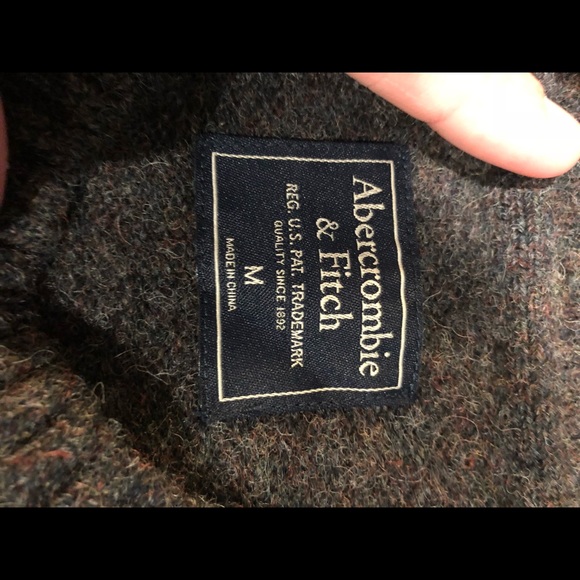 Abercrombie
& Fitch
REG. U.S. PAT. TRADEMARK
QUALITY SINCE 1892
M
MADE IN CHINA